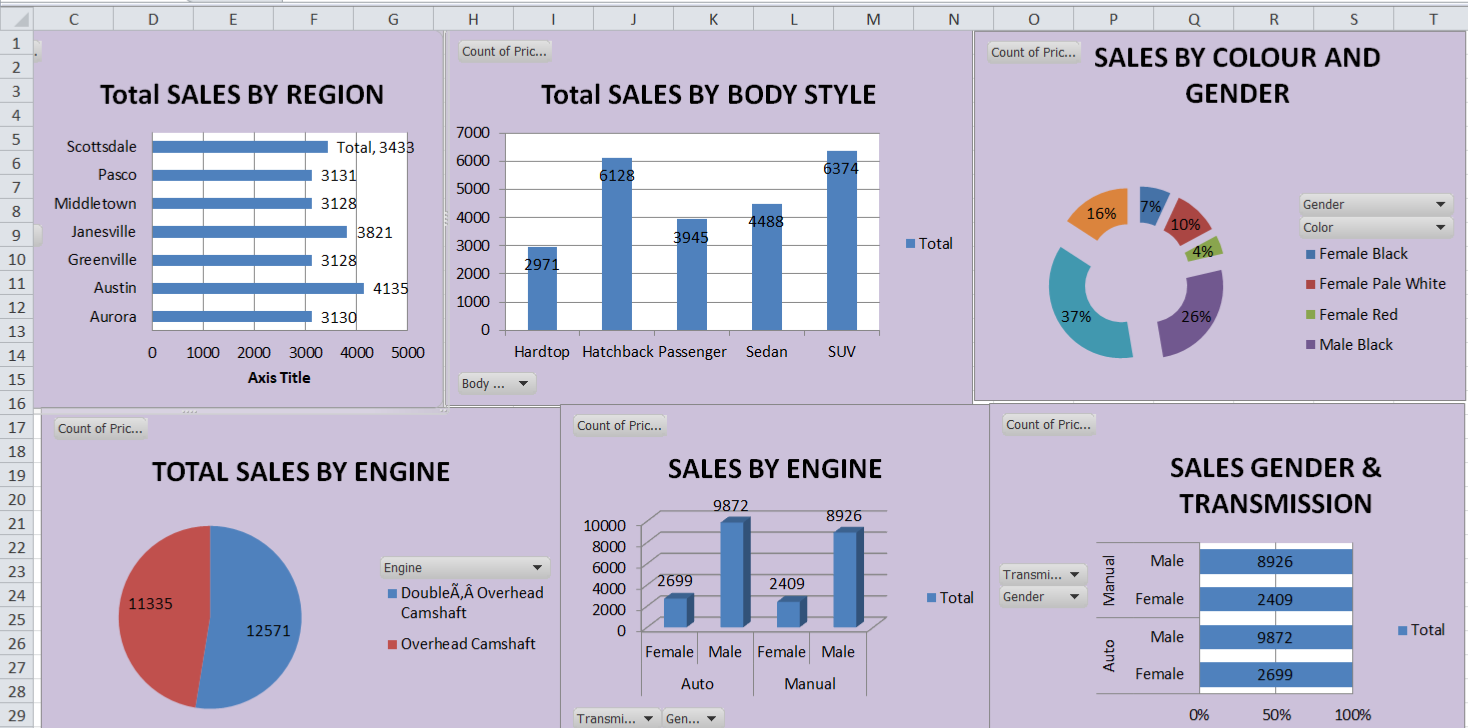 C D E F G H I J K L M N O P Q R S T
1
2
3
4
5
6
7
8
9
10
11
12
13
14
15
16
17
18
19
20
21
22
23
24
25
26
27
28
29
Total SALES BY REGION
Scottsdale Total, 3433
Pasco 3131
Middletown 3128
Janesville 3821
Greenville 3128
Austin 4135
Aurora 3130
0 1000 2000 3000 4000 5000
Axis Title
Count of Pric...
Total SALES BY BODY STYLE
7000
6000
5000
4000
3000
2000
1000
0
2971 6128 3945 4488 6374
Hardtop Hatchback Passenger Sedan SUV
Total
Body ...
Count of Pric...
SALES BY COLOUR AND
GENDER
7%
10%
4%
26%
37%
16%
Gender
Color
Female Black
Female Pale White
Female Red
Male Black
Count of Pric...
TOTAL SALES BY ENGINE
11335
12571
Engine
DoubleÃ‚Â Overhead
Camshaft
Overhead Camshaft
Count of Pric...
SALES BY ENGINE
10000
8000
6000
4000
2000
0
2699 9872 2409 8926
Female Male Female Male
Auto Manual
Total
Transmi... Gen...
Count of Pric...
SALES GENDER &
TRANSMISSION
Transmi...
Gender
Manual
Male 8926
Female 2409
Auto
Male 9872
Female 2699
0% 50% 100%
Total